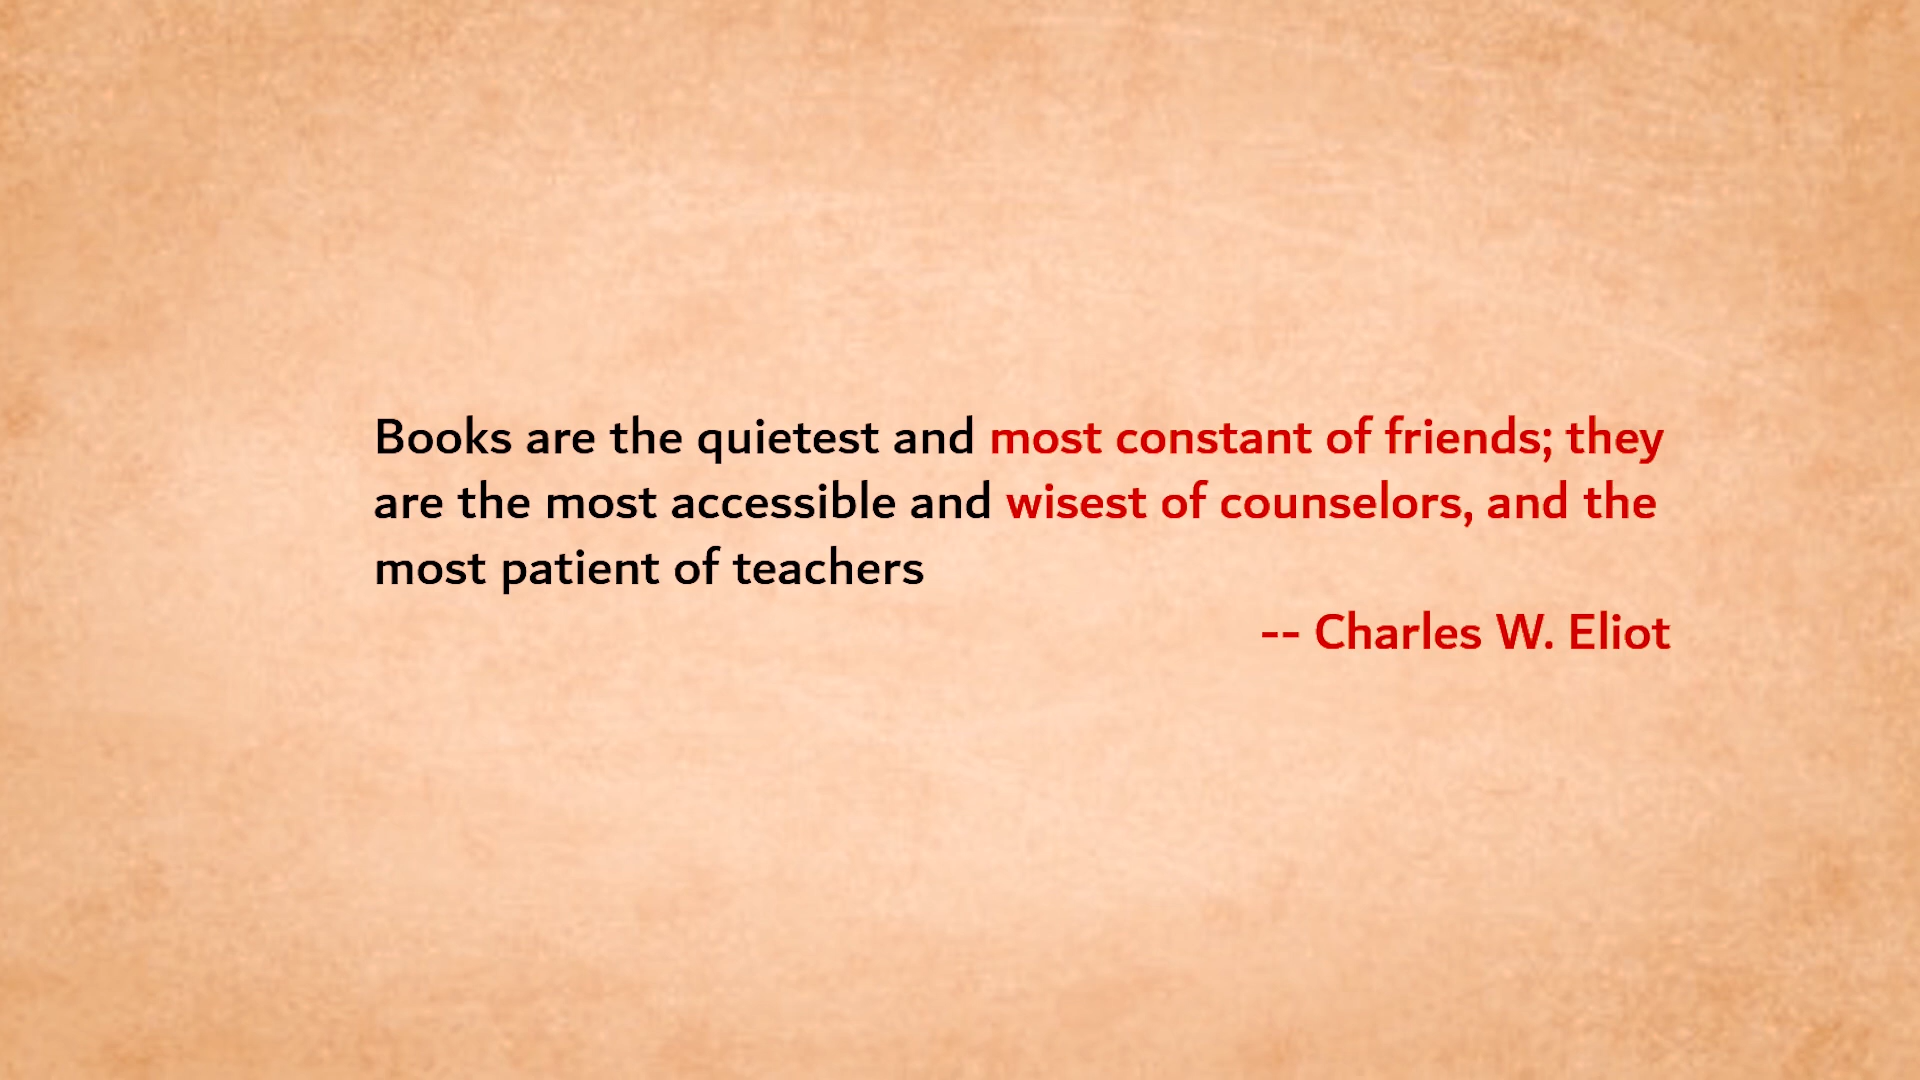 Books are the quietest and most constant of friends; they
are the most accessible and wisest of counselors, and the
most patient of teachers
-- Charles W. Eliot